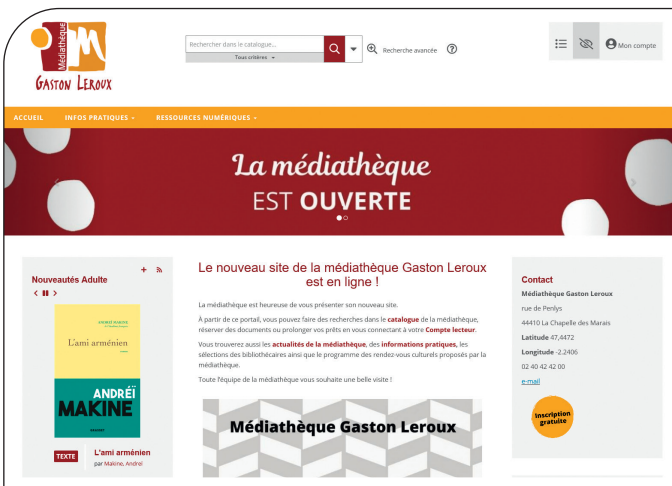 Médiathèque
GASTON LEROUX
Rechercher dans le catalogue...
Tous critères
Recherche avancée
?
Mon compte
ACCUEIL
INFOS PRATIQUES
RESSOURCES NUMÉRIQUES
La médiathèque
EST OUVERTE
Nouveautés Adulte
ANDREÏ MAKINE
L'ami arménien
ANDREÏ
MAKINE
GRASSET
TEXTE
L'ami arménien
par Makine, Andreï
Le nouveau site de la médiathèque Gaston Leroux
est en ligne !
La médiathèque est heureuse de vous présenter son nouveau site.
À partir de ce portail, vous pouvez faire des recherches dans le catalogue de la médiathèque,
réserver des documents ou prolonger vos prêts en vous connectant à votre Compte lecteur.
Vous trouverez aussi les actualités de la médiathèque, des informations pratiques, les
sélections des bibliothécaires ainsi que le programme des rendez-vous culturels proposés par la
médiathèque.
Toute l'équipe de la médiathèque vous souhaite une belle visite !
Médiathèque Gaston Leroux
Contact
Médiathèque Gaston Leroux
rue de Penlys
44410 La Chapelle des Marais
Latitude 47,4472
Longitude -2.2406
02 40 42 42 00
e-mail
Inscription
gratuite